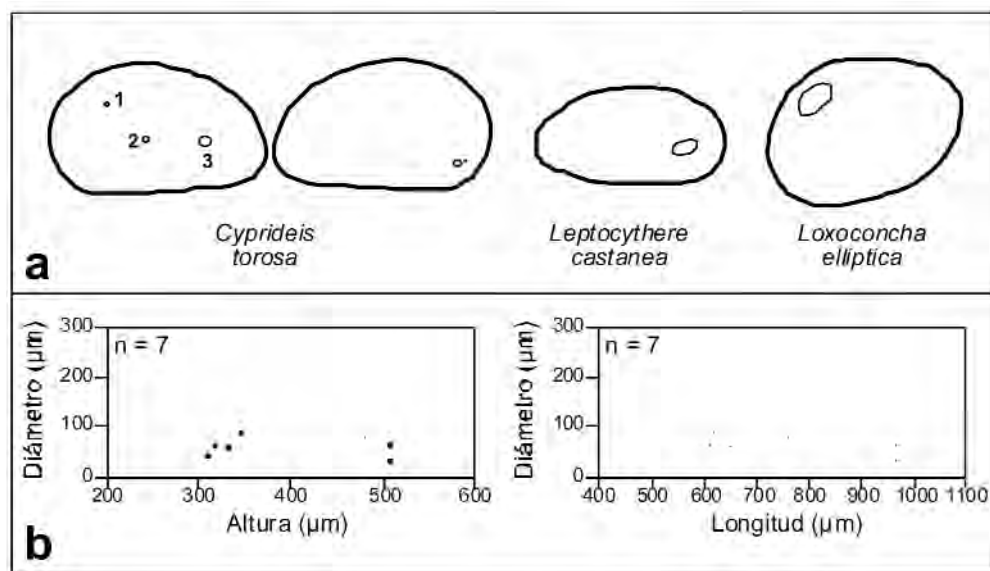 1
2
3
Cyprideis
torosa
Leptocythere
castanea
Loxoconcha
elliptica
a
300
200
100
0
Diámetro (µm)
n = 7
200 300 400 500 600
Altura (µm)
300
200
100
0
Diámetro (µm)
n = 7
400 500 600 700 800 900 1000 1100
Longitud (µm)
b